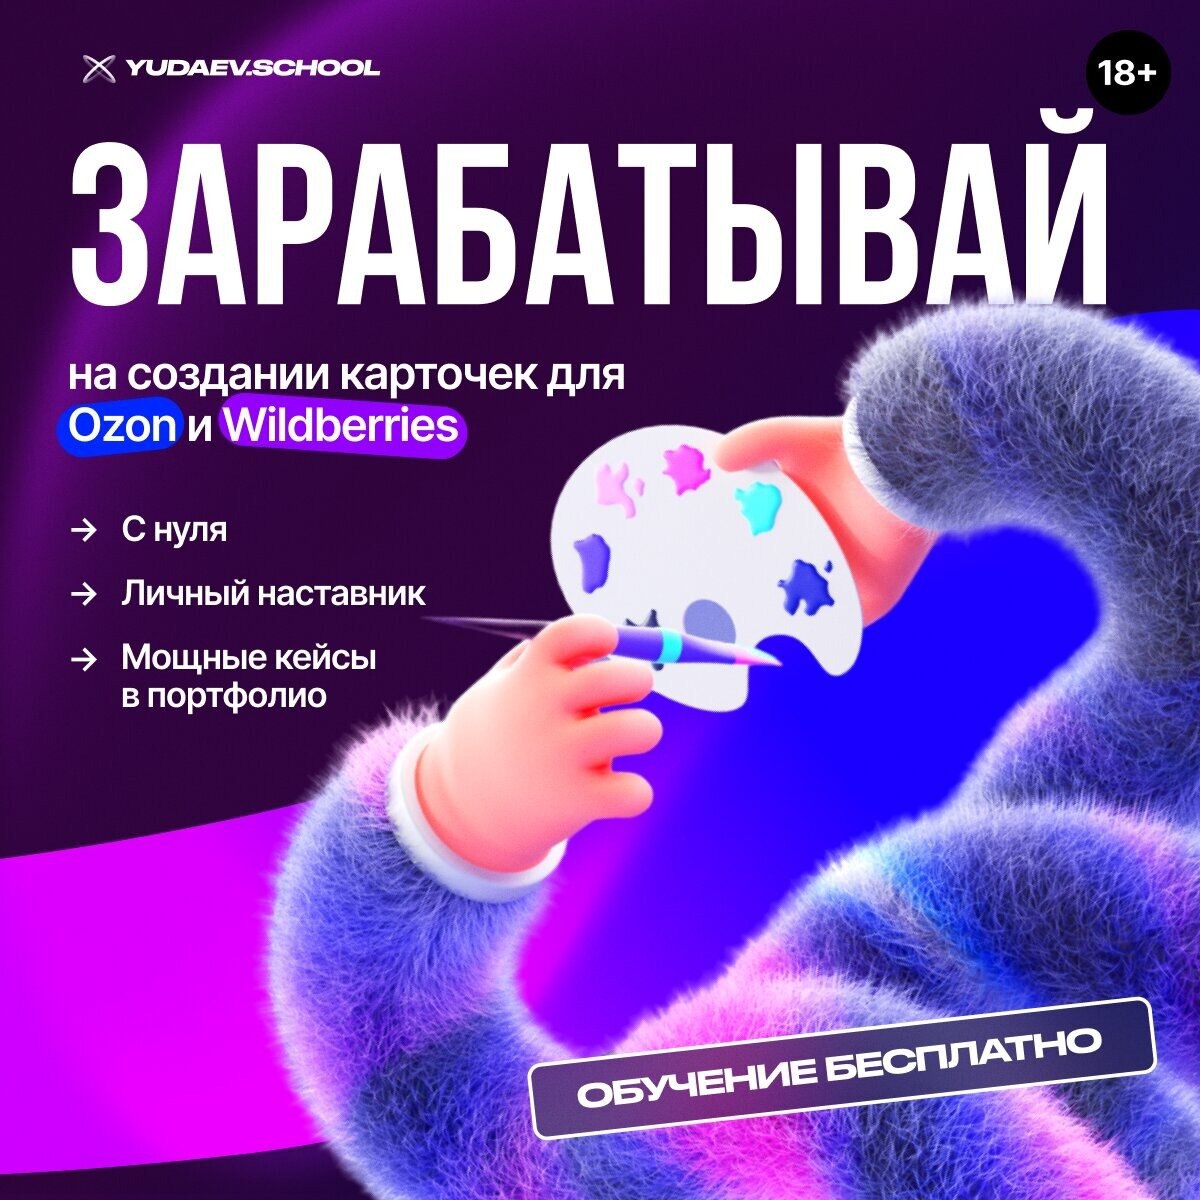 YUDAEV.SCHOOL
18+
ЗАРАБАТЫВАЙ
на создании карточек для
Ozon и Wildberries
→ С нуля
→ Личный наставник
→ Мощные кейсы
в портфолио
ОБУЧЕНИЕ БЕСПЛАТНО